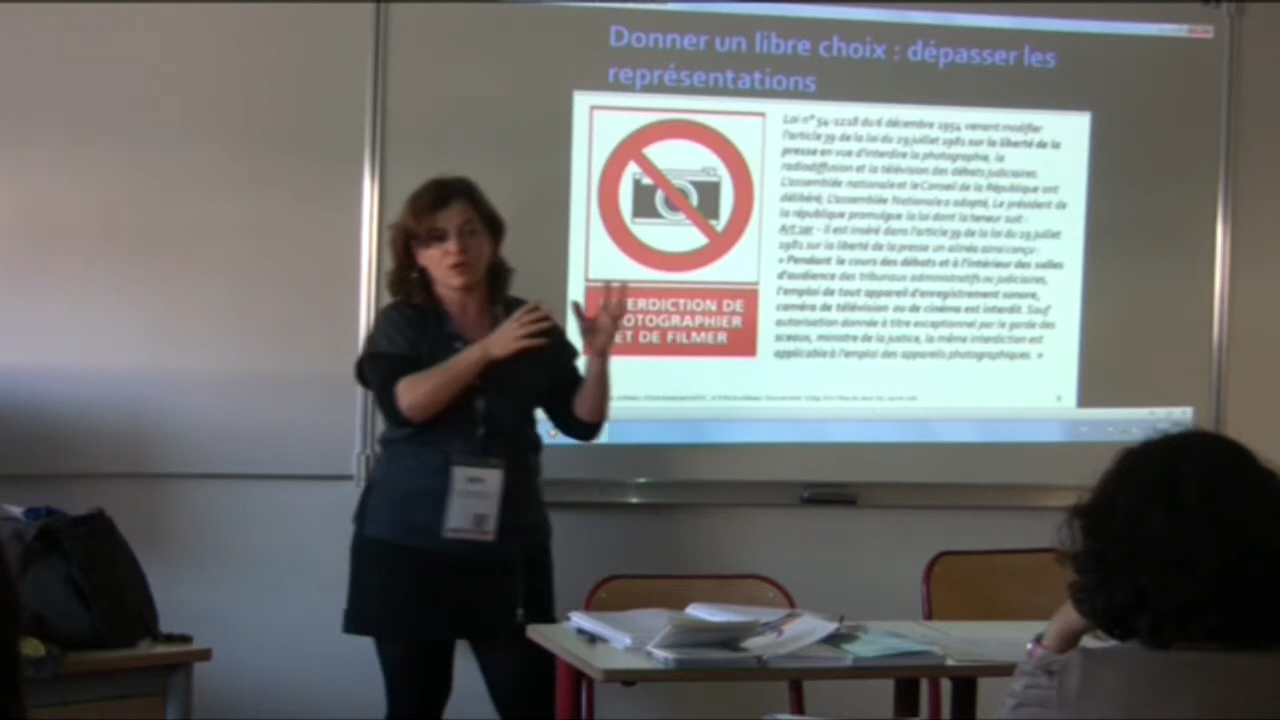 Donner un libre choix : dépasser les
représentations
Loi n° 54-1218 du 6 décembre 1954 venant modifier
l'article 39 de la loi du 29 juillet 1981 sur la liberté de la
presse en vue d'interdire la photographie, la
radiodiffusion et la télévision des débats judiciaires.
L'assemblée nationale et le Conseil de la République ont
délibéré, L'assemblée Nationale a adopté, Le président de
la république promulgue la loi dont la teneur suit :
Art 1er - Il est inséré dans l'article 39 de la loi du 29 juillet
1981 sur la liberté de la presse un alinéa ainsi conçu :
« Pendant le cours des débats et à l'intérieur des salles
d'audience des tribunaux administratifs ou judiciaires,
l'emploi de tout appareil d'enregistrement sonore,
caméra de télévision ou de cinéma est interdit. Sauf
autorisation donnée à titre exceptionnel par le garde des
sceaux, ministre de la justice, la même interdiction est
applicable à l'emploi des appareils photographiques. »
ERDICTION DE
OTOGRAPHIER
ET DE FILMER